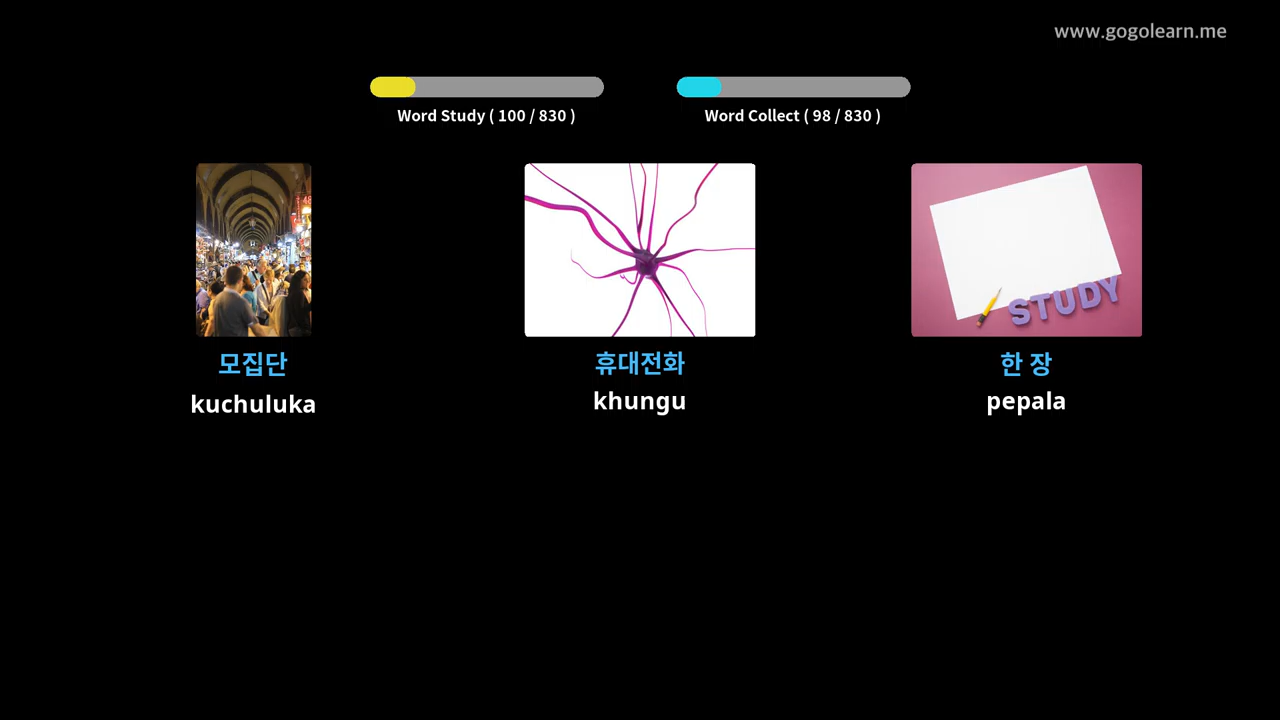 www.gogolearn.me
Word Study ( 100 / 830 )
Word Collect ( 98 / 830 )
STUDY
모집단
휴대전화
한 장
kuchuluka
khungu
pepala